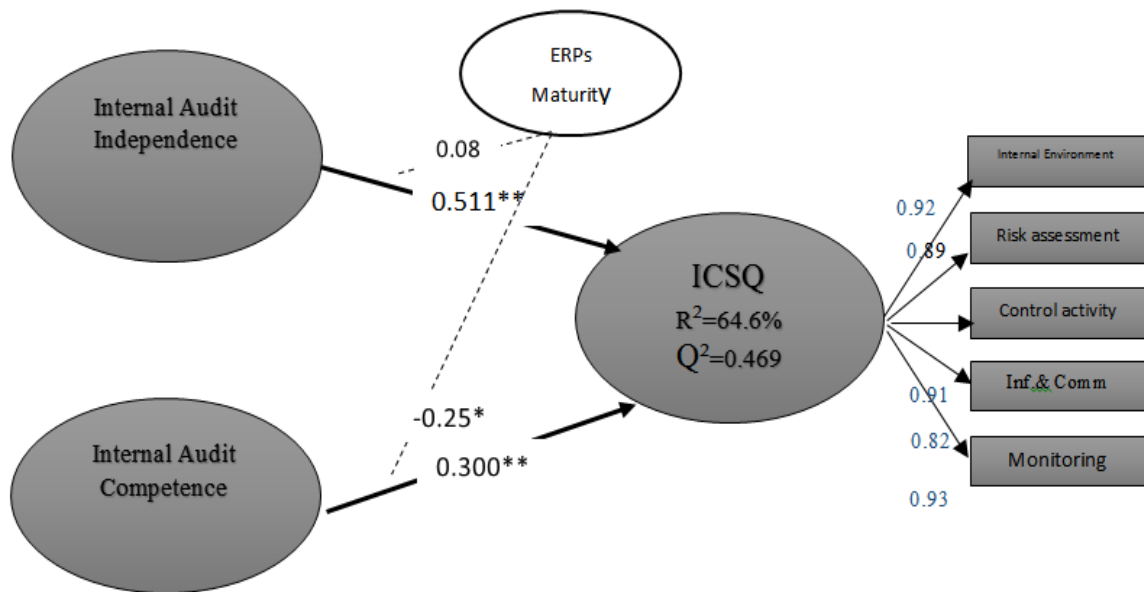 ERPs
Maturity
Internal Audit
Independence
0.08
0.511**
Internal Environment
0.92
Risk assessment
0.89
ICSQ
R²=64.6%
Q²=0.469
Control activity
Inf.& Comm
0.91
-0.25*
0.82
Internal Audit
Competence
0.300**
Monitoring
0.93